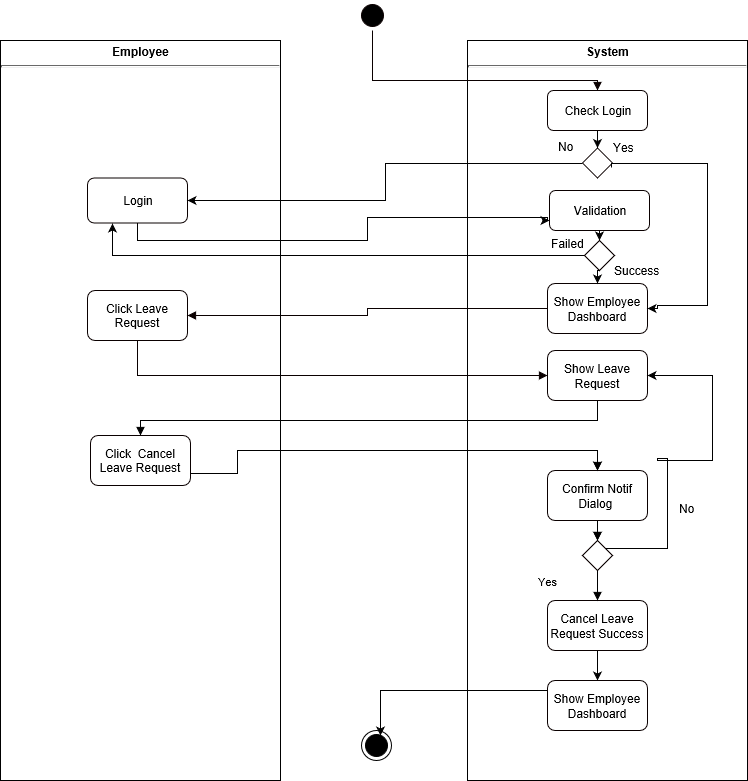 Employee
System
Check Login
No
Yes
Login
Validation
Failed
Success
Click Leave
Request
Show Employee
Dashboard
Show Leave
Request
Click Cancel
Leave Request
Confirm Notif
Dialog
No
Yes
Cancel Leave
Request Success
Show Employee
Dashboard